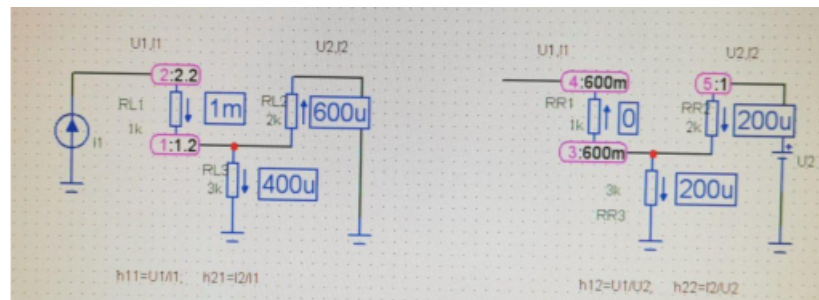 U1,I1
U2,I2
U1,I1
U2,I2
2:2.2
4:600m
5:1
RL1
1m
RL2
600u
RR1
0
RR2
200u
1k
2k
1k
2k
I1
1:1.2
3:600m
U2
RL3
400u
3k
200u
3k
RR3
h11=U1/I1; h21=I2/I1
h12=U1/U2; h22=I2/U2